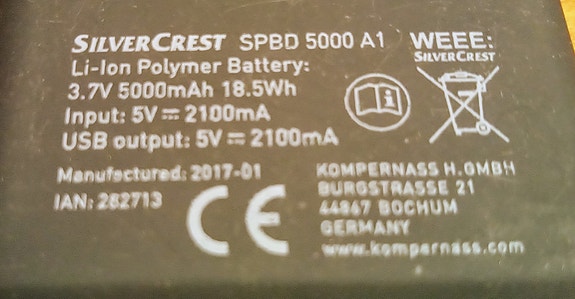 SILVERCREST SPBD 5000 A1
Li-Ion Polymer Battery:
3.7V 5000mAh 18.5Wh
Input: 5V ⎓ 2100mA
USB output: 5V ⎓ 2100mA
WEEE:
SILVERCREST
Manufactured: 2017-01
IAN: 282713
CE
KOMPERNASS H.GMBH
BURGSTRASSE 21
44867 BOCHUM
GERMANY
www.kompernass.com